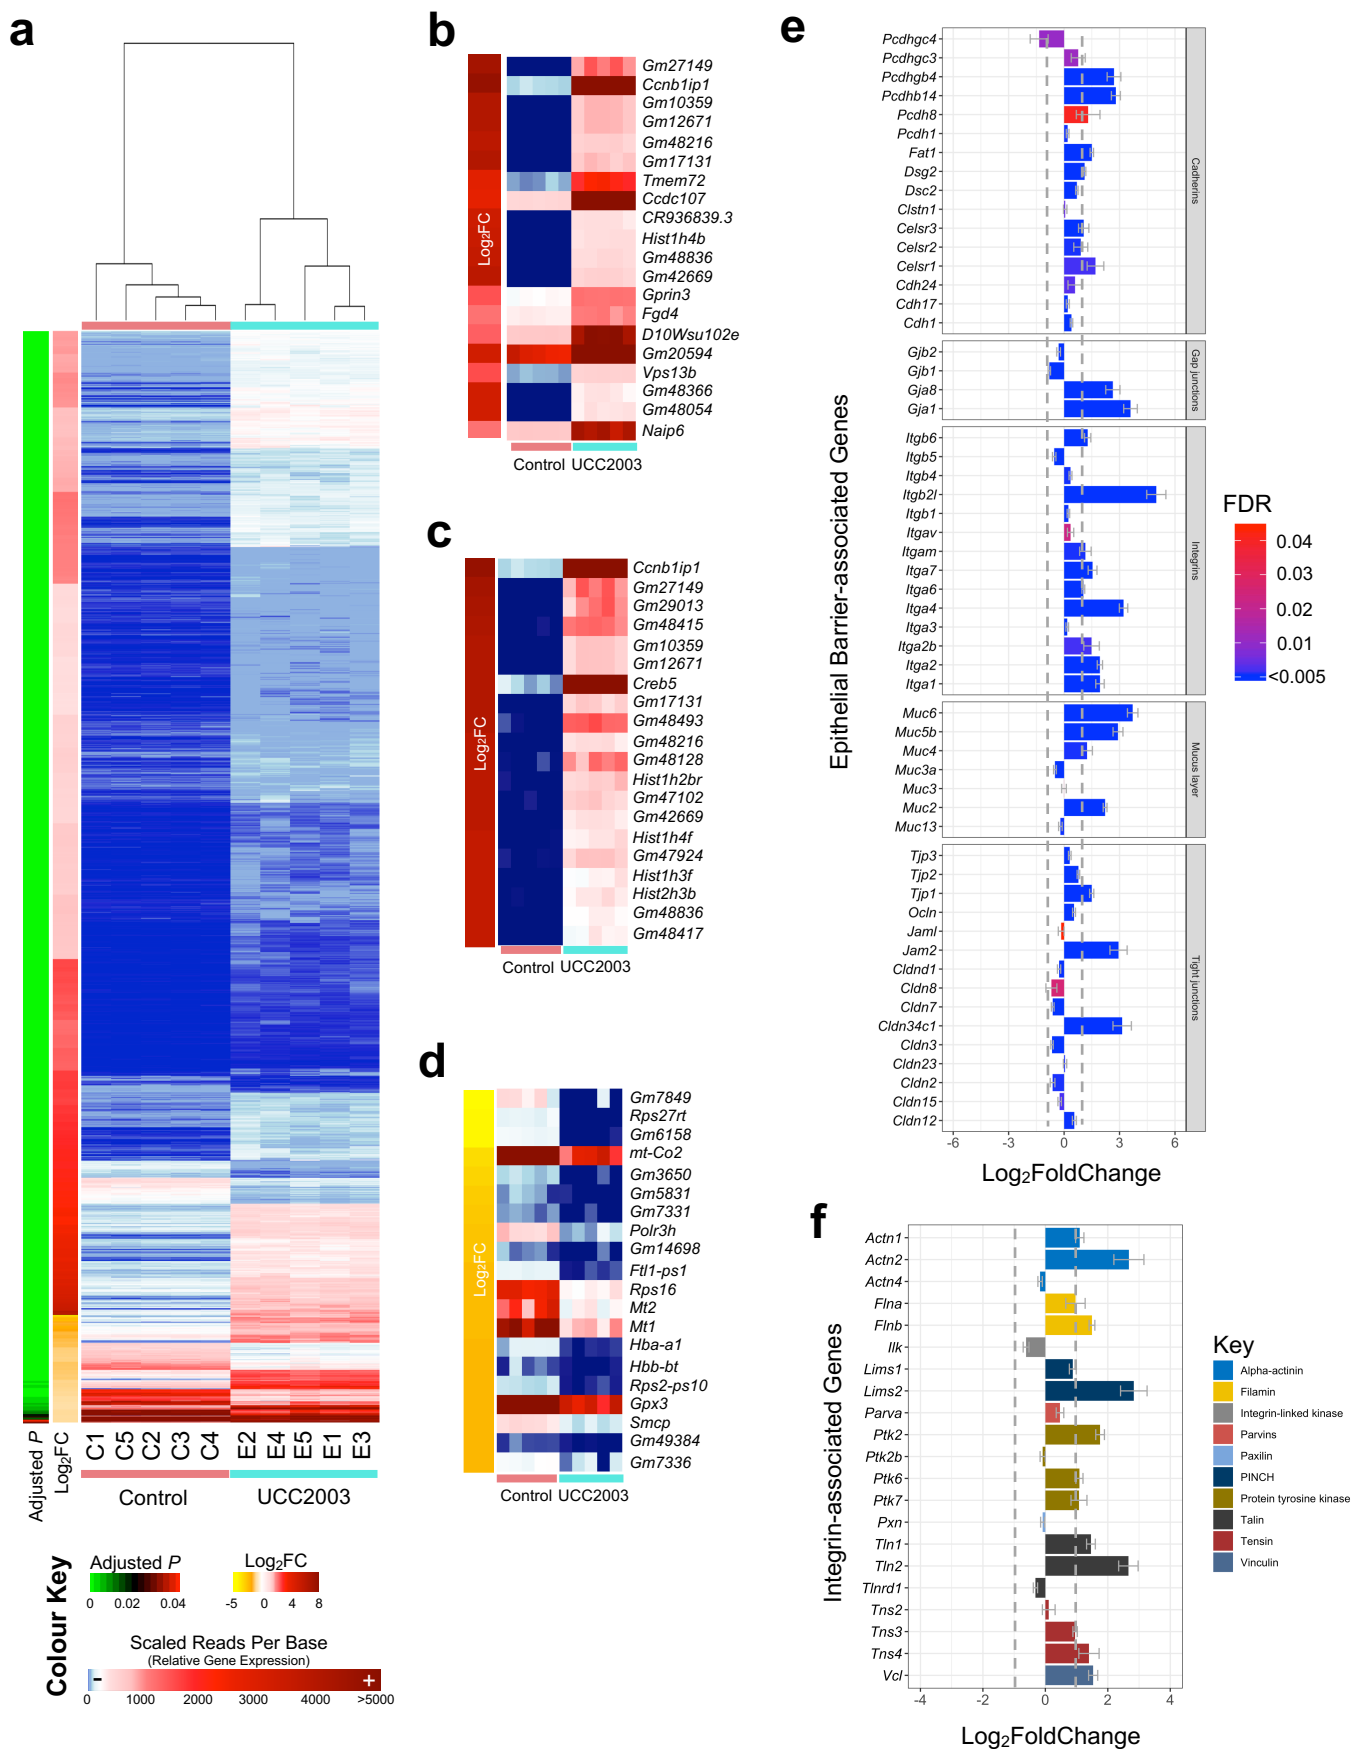 a
Adjusted P
Log2FC
C1
C5
C2
C3
C4
E2
E4
E5
E1
E3
Control
UCC2003
Colour Key
Adjusted P
0 0.02 0.04
Log2FC
-5 0 4 8
Scaled Reads Per Base
(Relative Gene Expression)
- +
0 1000 2000 3000 4000 >5000
b
Log2FC
Gm27149
Ccnb1ip1
Gm10359
Gm12671
Gm48216
Gm17131
Tmem72
Ccdc107
CR936839.3
Hist1h4b
Gm48836
Gm42669
Gprin3
Fgd4
D10Wsu102e
Gm20594
Vps13b
Gm48366
Gm48054
Naip6
Control UCC2003
c
Log2FC
Ccnb1ip1
Gm27149
Gm29013
Gm48415
Gm10359
Gm12671
Creb5
Gm17131
Gm48493
Gm48216
Gm48128
Hist1h2br
Gm47102
Gm42669
Hist1h4f
Gm47924
Hist1h3f
Hist2h3b
Gm48836
Gm48417
Control UCC2003
d
Log2FC
Gm7849
Rps27rt
Gm6158
mt-Co2
Gm3650
Gm5831
Gm7331
Polr3h
Gm14698
Ftl1-ps1
Rps16
Mt2
Mt1
Hba-a1
Hbb-bt
Rps2-ps10
Gpx3
Smcp
Gm49384
Gm7336
Control UCC2003
e
Epithelial Barrier-associated Genes
Pcdhgc4
Pcdhgc3
Pcdhgb4
Pcdhb14
Pcdh8
Pcdh1
Fat1
Dsg2
Dsc2
Clstn1
Celsr3
Celsr2
Celsr1
Cdh24
Cdh17
Cdh1
Cadherins
Gjb2
Gjb1
Gja8
Gja1
Gap junctions
Itgb6
Itgb5
Itgb4
Itgb2l
Itgb1
Itgav
Itgam
Itga7
Itga6
Itga4
Itga3
Itga2b
Itga2
Itga1
Integrins
Muc6
Muc5b
Muc4
Muc3a
Muc3
Muc2
Muc13
Mucus layer
Tjp3
Tjp2
Tjp1
Ocln
Jaml
Jam2
Cldnd1
Cldn8
Cldn7
Cldn34c1
Cldn3
Cldn23
Cldn2
Cldn15
Cldn12
Tight junctions
-6 -3 0 3 6
Log2FoldChange
FDR
0.04
0.03
0.02
0.01
<0.005
f
Integrin-associated Genes
Actn1
Actn2
Actn4
Flna
Flnb
Ilk
Lims1
Lims2
Parva
Ptk2
Ptk2b
Ptk6
Ptk7
Pxn
Tln1
Tln2
Tlnrd1
Tns2
Tns3
Tns4
Vcl
-4 -2 0 2 4
Log2FoldChange
Key
Alpha-actinin
Filamin
Integrin-linked kinase
Parvins
Paxilin
PINCH
Protein tyrosine kinase
Talin
Tensin
Vinculin